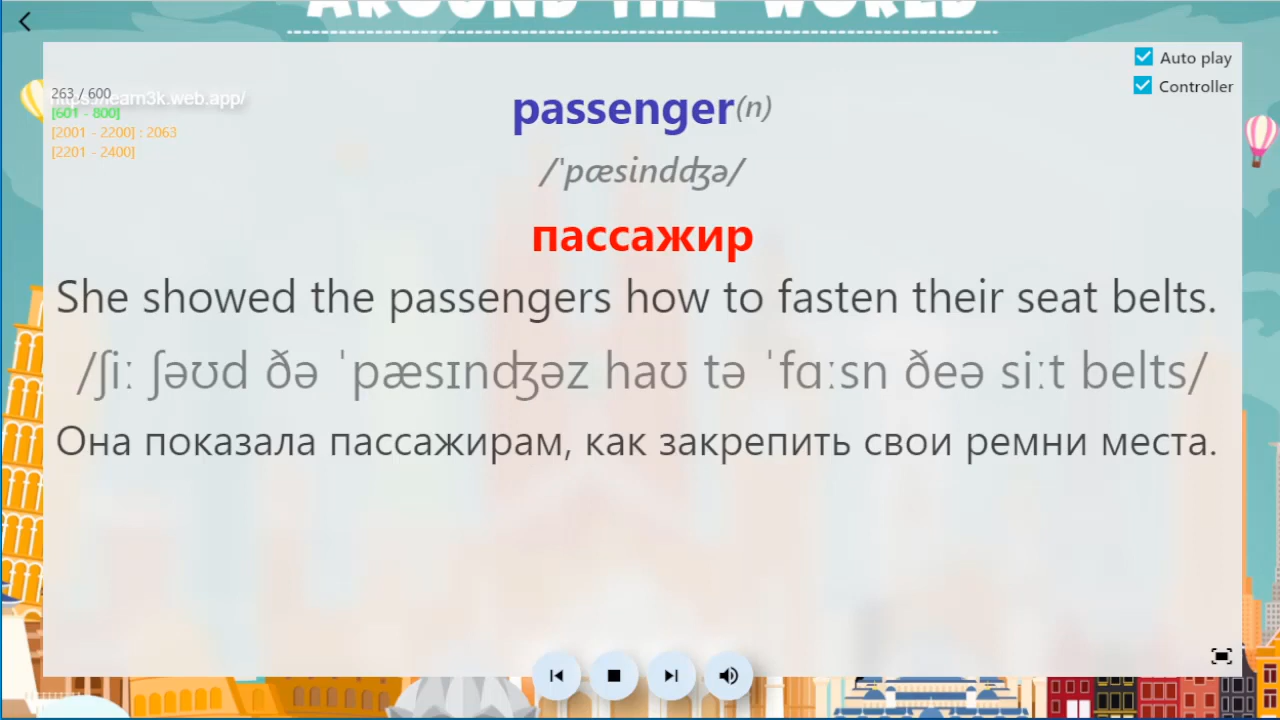 AROUND THE WORLD
Auto play
Controller
263 / 600
https://learn3k.web.app/
[601 - 800]
[2001 - 2200] : 2063
[2201 - 2400]
passenger(n)
/'pæsindʤə/
пассажир
She showed the passengers how to fasten their seat belts.
/ʃiː ʃəʊd ðə ˈpæsɪnʤəz haʊ tə ˈfɑːsn ðeə siːt belts/
Она показала пассажирам, как закрепить свои ремни места.